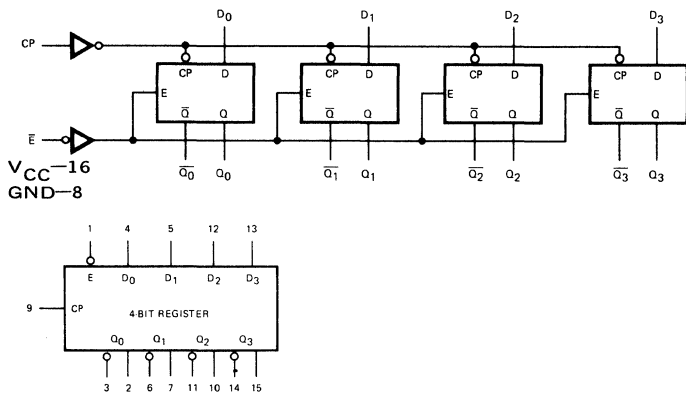 D₀ D₁ D₂ D₃
CP
CP D CP D CP D CP D
E E E E
Q̅ Q Q̅ Q Q̅ Q Q̅ Q
E̅
Q̅₀ Q₀ Q̅₁ Q₁ Q̅₂ Q₂ Q̅₃ Q₃
VCC—16
GND—8
1 4 5 12 13
E D₀ D₁ D₂ D₃
9 CP
4-BIT REGISTER
Q₀ Q₁ Q₂ Q₃
3 2 6 7 11 10 14 15